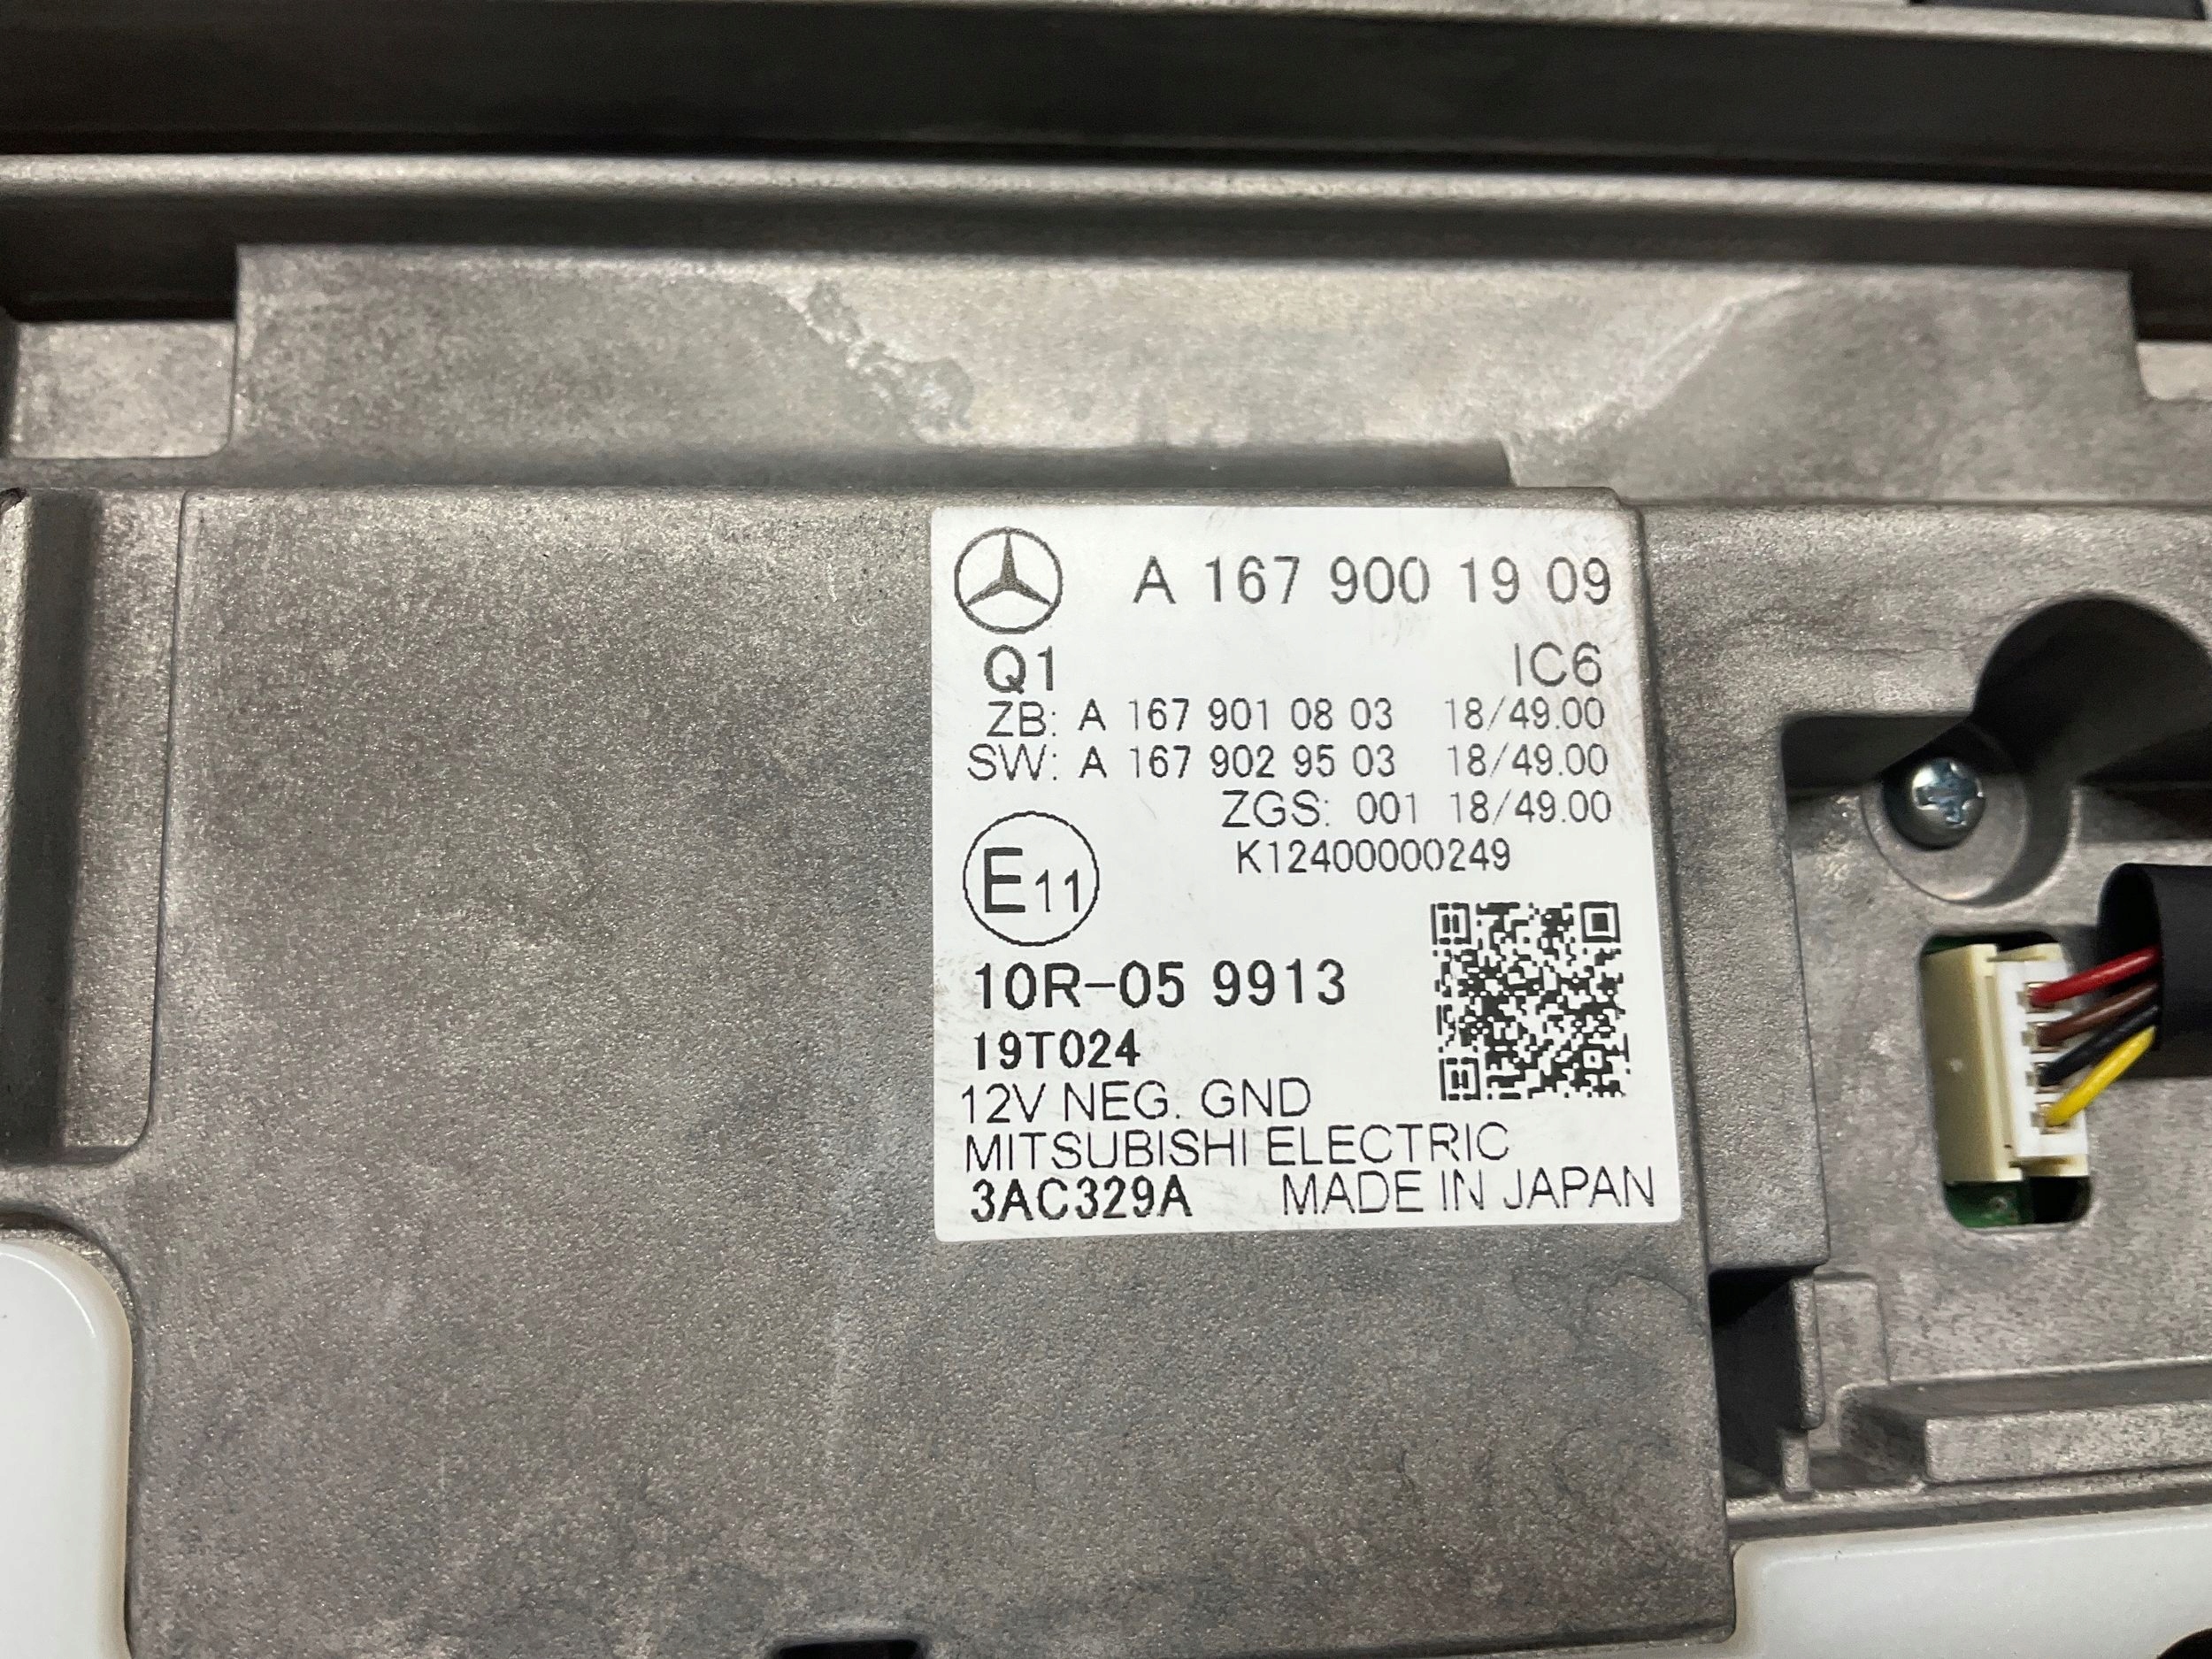 A 167 900 19 09
Q1 IC6
ZB: A 167 901 08 03 18/49.00
SW: A 167 902 95 03 18/49.00
ZGS: 001 18/49.00
K12400000249
E11
10R-05 9913
19T024
12V NEG. GND
MITSUBISHI ELECTRIC
3AC329A MADE IN JAPAN